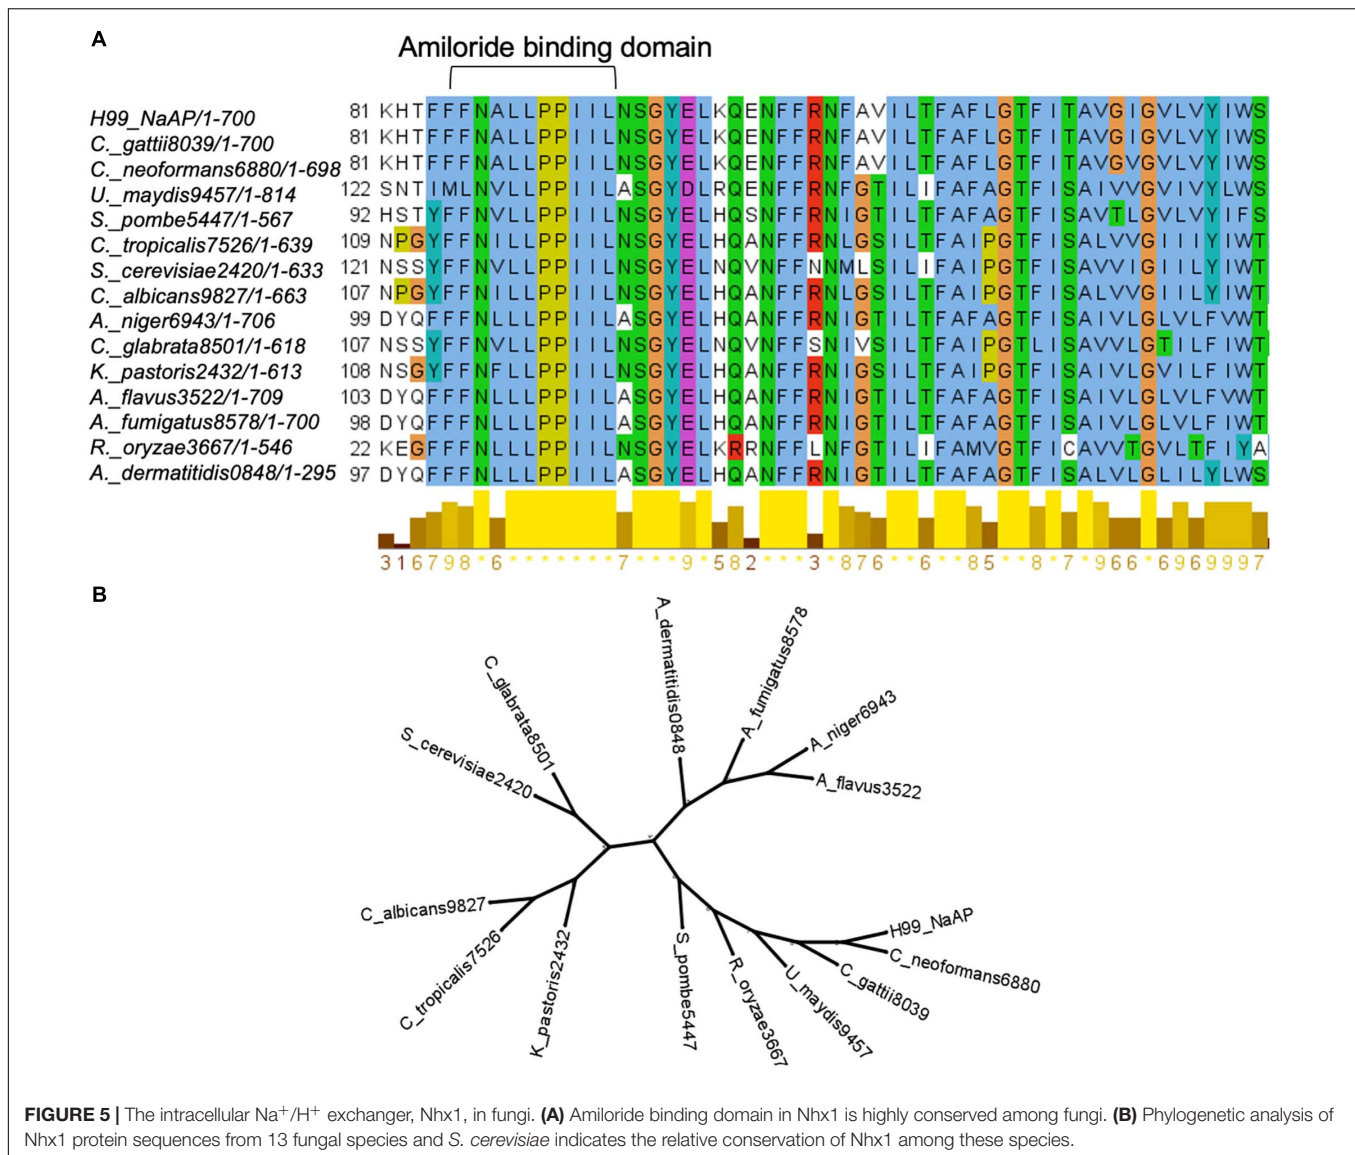 A
Amiloride binding domain
H99_NaAP/1-700 81 KHTFFFNALLPPIILNSGYELKQENFFRNFAVILTFAFLGTFITAVGIGVLVYIWS
C._gattii8039/1-700 81 KHTFFFNALLPPIILNSGYELKQENFFRNFAVILTFAFLGTFITAVGIGVLVYIWS
C._neoformans6880/1-698 81 KHTFFFNALLPPIILNSGYELKQENFFRNFAVILTFAFLGTFITAVGVGVLVYIWS
U._maydis9457/1-814 122 SNTIMLNVLLPPIILASGYDLRQENFFRNFGTILIFAFAGTFISAIVVGVIVYLWS
S._pombe5447/1-567 92 HSTYFFNVLLPPIILNSGYELHQSNFFRNIGTILTFAFAGTFISAVTLGVLVYIFS
C._tropicalis7526/1-639 109 NPGYFFNILLPPIILNSGYELHQANFFRNLGSILTFAIPGTFISALVVGIIIYIWT
S._cerevisiae2420/1-633 121 NSSYFFNVLLPPIILNSGYELNQVNFFNNMLSILIFAIPGTFISAVVIGIILYIWT
C._albicans9827/1-663 107 NPGYFFNILLPPIILNSGYELHQANFFRNLGSILTFAIPGTFISALVVGIILYIWT
A._niger6943/1-706 99 DYQFFFNLLLPPIILASGYELHQANFFRNIGTILTFAFAGTFISAIVLGLVLFVWT
C._glabrata8501/1-618 107 NSSYFFNVLLPPIILNSGYELNQVNFFSNIVSILTFAIPGTLISAVVLGTILFIWT
K._pastoris2432/1-613 108 NSGYFFNFLLPPIILNSGYELHQANFFRNIGSILTFAIPGTFISAVVLGVILFIWT
A._flavus3522/1-709 103 DYQFFFNLLLPPIILASGYELHQANFFRNIGTILTFAFAGTFISAIVLGLVLFVWT
A._fumigatus8578/1-700 98 DYQFFFNLLLPPIILASGYELHQANFFRNIGTILTFAFAGTFISAIVLGLVLFIWT
R._oryzae3667/1-546 22 KEGFFFNLLLPPIILNSGYELKRRNFFLNFGTILIFAMVGTFICAVVTGVLTFIYA
A._dermatitidis0848/1-295 97 DYQFFFNLLLPPIILASGYELHQANFFRNIGTILTFAFAGTFISALVLGLILYLWS
316798*6*******7**9*582***3*876**6**85**8*7*966*6969997
B
A_dermatitidis0848
A_fumigatus8578
C_glabrata8501
A_niger6943
S_cerevisiae2420
A_flavus3522
C_albicans9827
H99_NaAP
C_neoformans6880
C_tropicalis7526
K_pastoris2432
S_pombe5447
R_oryzae3667
U_maydis9457
C_gattii8039
FIGURE 5 | The intracellular Na+/H+ exchanger, Nhx1, in fungi. (A) Amiloride binding domain in Nhx1 is highly conserved among fungi. (B) Phylogenetic analysis of
Nhx1 protein sequences from 13 fungal species and S. cerevisiae indicates the relative conservation of Nhx1 among these species.